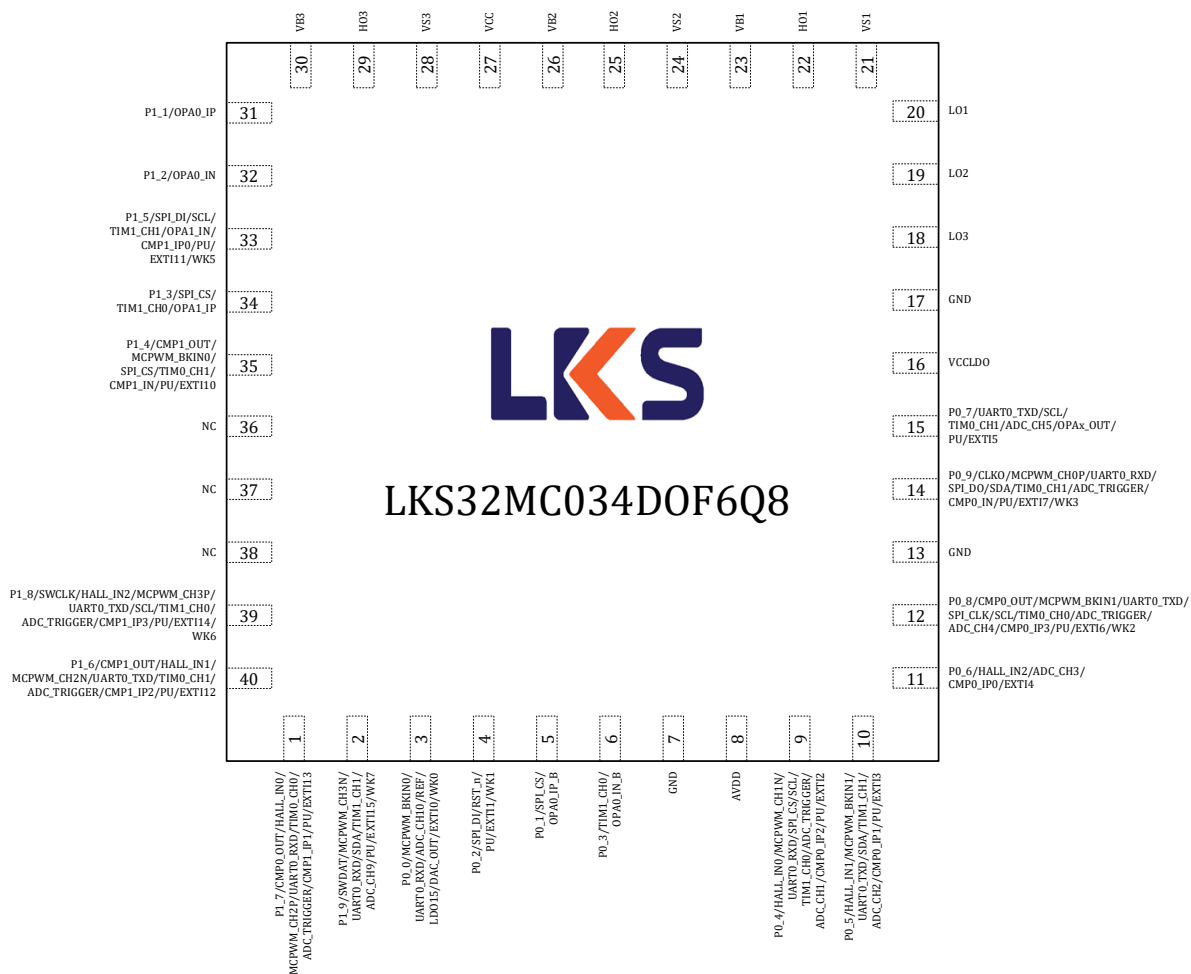 VB3
HO3
VS3
VCC
VB2
HO2
VS2
VB1
HO1
VS1
30
29
28
27
26
25
24
23
22
21
P1_1/OPA0_IP
31
P1_2/OPA0_IN
32
P1_5/SPI_DI/SCL/
TIM1_CH1/OPA1_IN/
CMP1_IP0/PU/
EXTI11/WK5
33
P1_3/SPI_CS/
TIM1_CH0/OPA1_IP
34
P1_4/CMP1_OUT/
MCPWM_BKIN0/
SPI_CS/TIM0_CH1/
CMP1_IN/PU/EXTI10
35
NC
36
NC
37
NC
38
P1_8/SWCLK/HALL_IN2/MCPWM_CH3P/
UART0_TXD/SCL/TIM1_CH0/
ADC_TRIGGER/CMP1_IP3/PU/EXTI14/
WK6
39
P1_6/CMP1_OUT/HALL_IN1/
MCPWM_CH2N/UART0_TXD/TIM0_CH1/
ADC_TRIGGER/CMP1_IP2/PU/EXTI12
40
LKS
LKS32MC034DOF6Q8
20
LO1
19
LO2
18
LO3
17
GND
16
VCCLDO
15
P0_7/UART0_TXD/SCL/
TIM0_CH1/ADC_CH5/OPAx_OUT/
PU/EXTI5
14
P0_9/CLKO/MCPWM_CH0P/UART0_RXD/
SPI_DO/SDA/TIM0_CH1/ADC_TRIGGER/
CMP0_IN/PU/EXTI7/WK3
13
GND
12
P0_8/CMP0_OUT/MCPWM_BKIN1/UART0_TXD/
SPI_CLK/SCL/TIM0_CH0/ADC_TRIGGER/
ADC_CH4/CMP0_IP3/PU/EXTI6/WK2
11
P0_6/HALL_IN2/ADC_CH3/
CMP0_IP0/EXTI4
1
2
3
4
5
6
7
8
9
10
P1_7/CMP0_OUT/HALL_IN0/
MCPWM_CH2P/UART0_RXD/TIM0_CH0/
ADC_TRIGGER/CMP1_IP1/PU/EXTI13
P1_9/SWDAT/MCPWM_CH3N/
UART0_RXD/SDA/TIM1_CH1/
ADC_CH9/PU/EXTI15/WK7
P0_0/MCPWM_BKIN0/
UART0_RXD/ADC_CH10/REF/
LDO15/DAC_OUT/EXTI0/WK0
P0_2/SPI_DI/RST_n/
PU/EXTI1/WK1
P0_1/SPI_CS/
OPA0_IP_B
P0_3/TIM1_CH0/
OPA0_IN_B
GND
AVDD
P0_4/HALL_IN0/MCPWM_CH1N/
UART0_RXD/SPI_CS/SCL/
TIM1_CH0/ADC_TRIGGER/
ADC_CH1/CMP0_IP2/PU/EXTI2
P0_5/HALL_IN1/MCPWM_BKIN1/
UART0_TXD/SDA/TIM1_CH1/
ADC_CH2/CMP0_IP1/PU/EXTI3